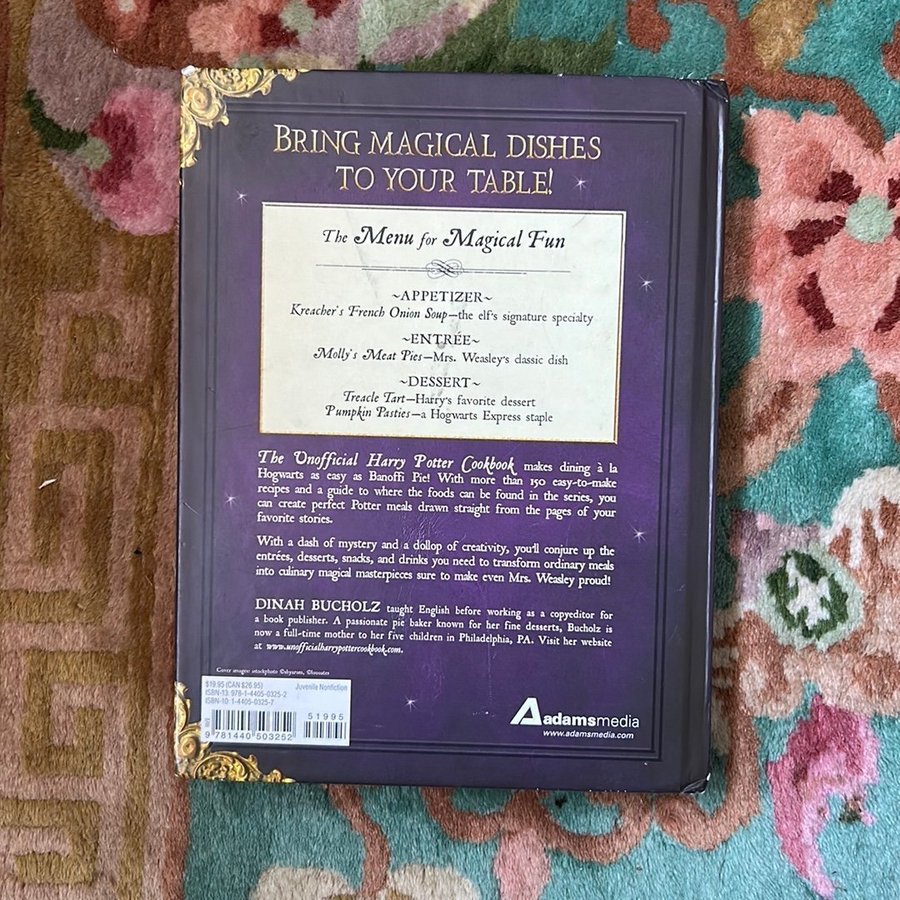 BRING MAGICAL DISHES
TO YOUR TABLE!
The Menu for Magical Fun
~APPETIZER~
Kreacher's French Onion Soup—the elf's signature specialty
~ENTRÉE~
Molly's Meat Pies—Mrs. Weasley's classic dish
~DESSERT~
Treacle Tart—Harry's favorite dessert
Pumpkin Pasties—a Hogwarts Express staple
The Unofficial Harry Potter Cookbook makes dining à la
Hogwarts as easy as Banoffi Pie! With more than 150 easy-to-make
recipes and a guide to where the foods can be found in the series, you
can create perfect Potter meals drawn straight from the pages of your
favorite stories.
With a dash of mystery and a dollop of creativity, you'll conjure up the
entrées, desserts, snacks, and drinks you need to transform ordinary meals
into culinary magical masterpieces sure to make even Mrs. Weasley proud!
DINAH BUCHOLZ taught English before working as a copyeditor for
a book publisher. A passionate pie baker known for her fine desserts, Bucholz is
now a full-time mother to her five children in Philadelphia, PA. Visit her website
at www.unofficialharrypottercookbook.com.
Cover images: istockphoto
$19.95 (CAN $26.95) Juvenile Nonfiction
ISBN-13: 978-1-4405-0325-2
ISBN-10: 1-4405-0325-7
51995
9 781440 503252
adamsmedia
www.adamsmedia.com